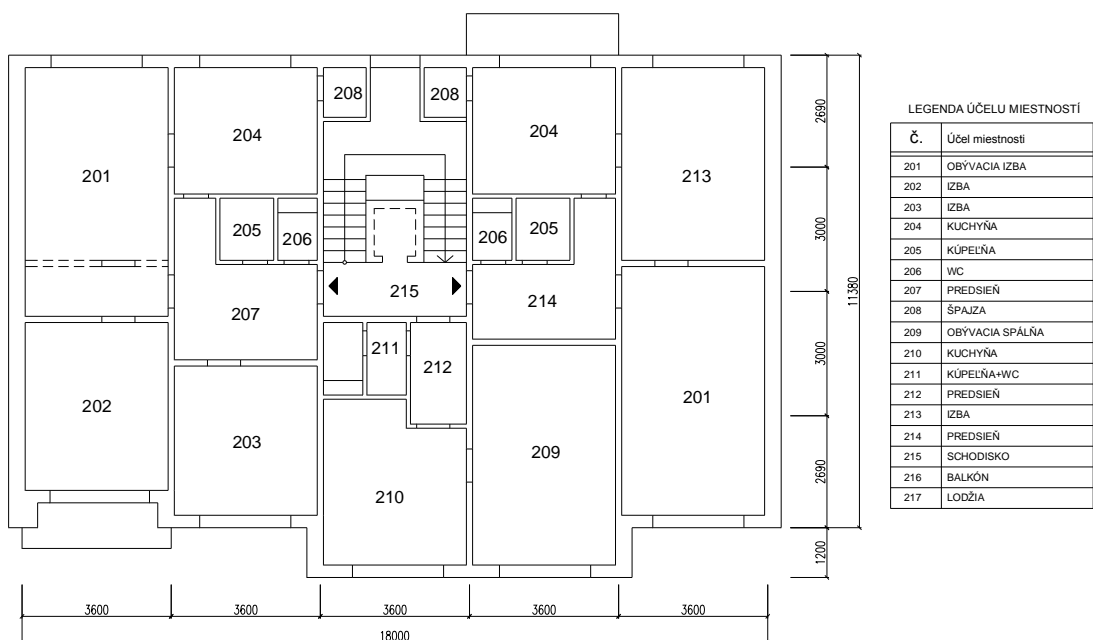 208
208
204
204
201
213
205
206
206
205
215
214
207
211
212
202
203
210
209
201
2690
3000
3000
2690
1200
11380
3600
3600
3600
3600
3600
18000
LEGENDA ÚČELU MIESTNOSTÍ
Č. Účel miestnosti
201 OBÝVACIA IZBA
202 IZBA
203 IZBA
204 KUCHYŇA
205 KÚPEĽŇA
206 WC
207 PREDSIEŇ
208 ŠPAJZA
209 OBÝVACIA SPÁLŇA
210 KUCHYŇA
211 KÚPEĽŇA+WC
212 PREDSIEŇ
213 IZBA
214 PREDSIEŇ
215 SCHODISKO
216 BALKÓN
217 LODŽIA